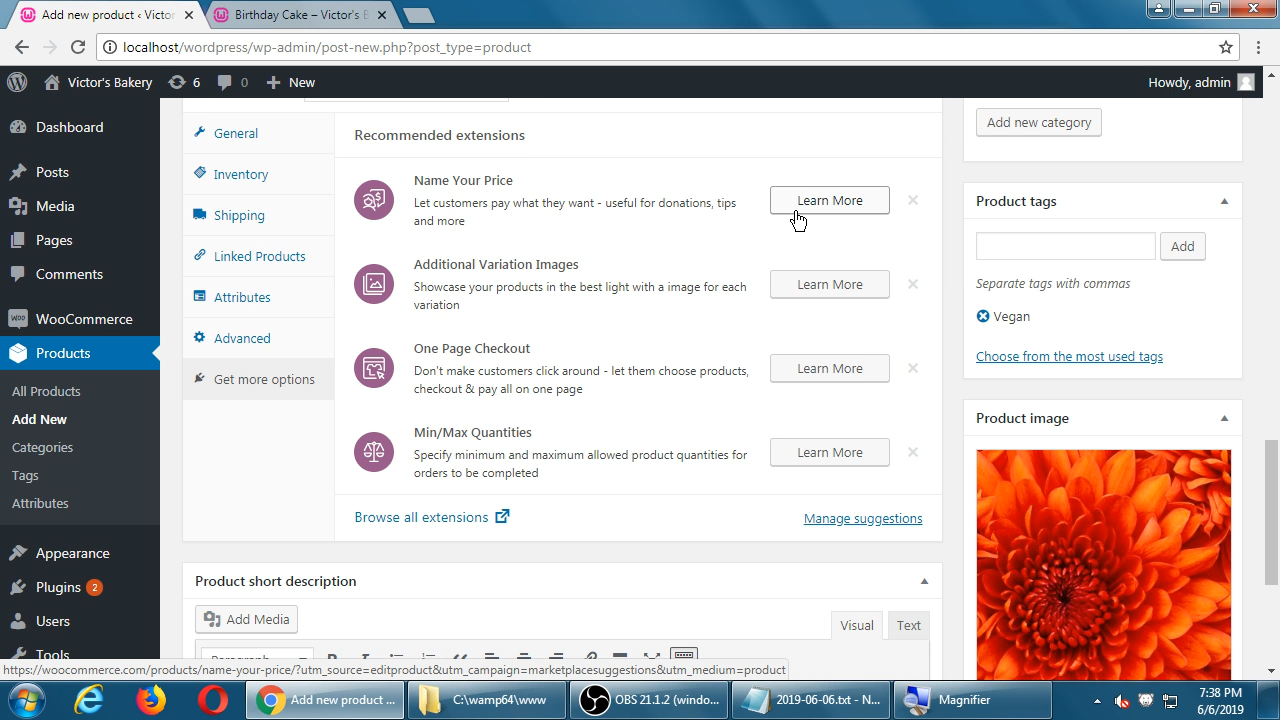 Add new product ‹ Victor
Birthday Cake – Victor's B
localhost/wordpress/wp-admin/post-new.php?post_type=product
Victor's Bakery
6
0
New
Howdy, admin
Dashboard
Posts
Media
Pages
Comments
WooCommerce
Products
All Products
Add New
Categories
Tags
Attributes
Appearance
Plugins 2
Users
Tools
General
Inventory
Shipping
Linked Products
Attributes
Advanced
Get more options
Recommended extensions
Name Your Price
Let customers pay what they want - useful for donations, tips
and more
Learn More
Additional Variation Images
Showcase your products in the best light with a image for each
variation
Learn More
One Page Checkout
Don't make customers click around - let them choose products,
checkout & pay all on one page
Learn More
Min/Max Quantities
Specify minimum and maximum allowed product quantities for
orders to be completed
Learn More
Browse all extensions
Manage suggestions
Product short description
Add Media
Visual
Text
Paragraph
Add new category
Product tags
Add
Separate tags with commas
Vegan
Choose from the most used tags
Product image
https://woocommerce.com/products/name-your-price/?utm_source=editproduct&utm_campaign=marketplacesuggestions&utm_medium=product
Add new product ...
C:\wamp64\www
OBS 21.1.2 (windo...
2019-06-06.txt - N...
Magnifier
7:38 PM
6/6/2019